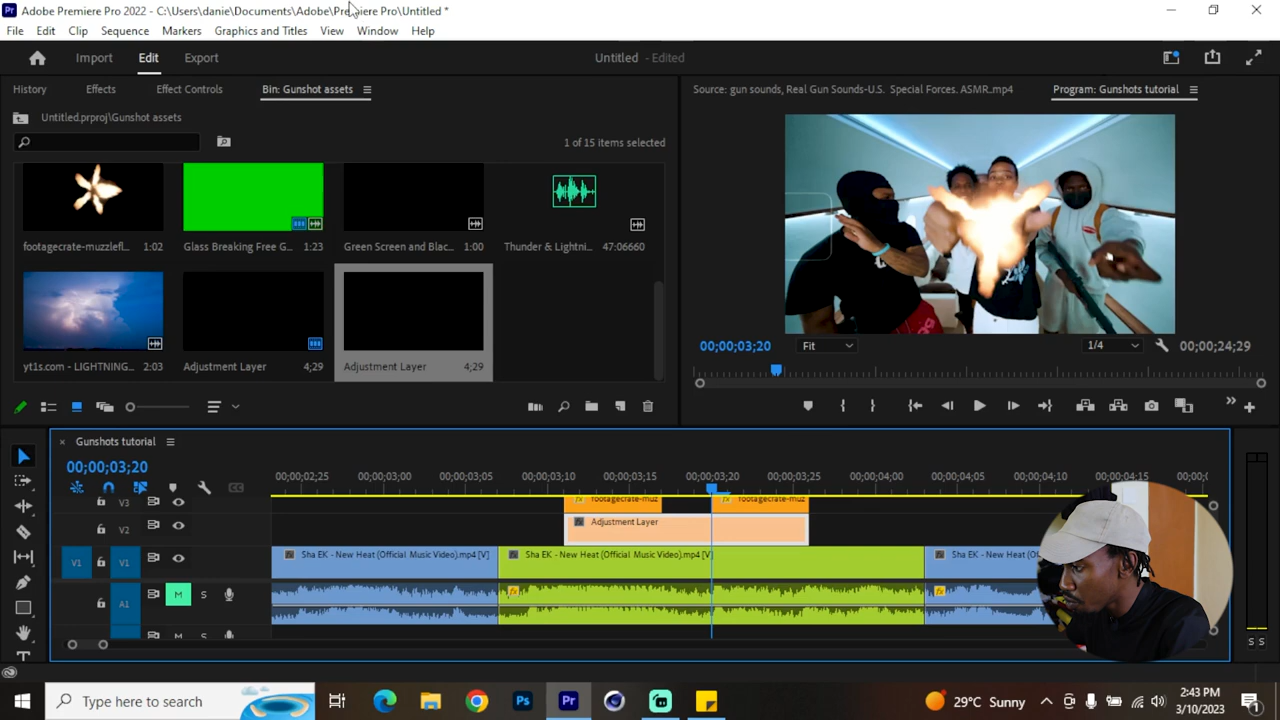 Adobe Premiere Pro 2022 - C:\Users\danie\Documents\Adobe\Premiere Pro\Untitled *
File Edit Clip Sequence Markers Graphics and Titles View Window Help
Import Edit Export Untitled - Edited
History Effects Effect Controls Bin: Gunshot assets
Source: gun sounds, Real Gun Sounds-U.S. Special Forces. ASMR..mp4 Program: Gunshots tutorial
Untitled.prproj\Gunshot assets
1 of 15 items selected
footagecrate-muzzlefl... 1:02 Glass Breaking Free G... 1:23 Green Screen and Blac... 1:00 Thunder & Lightni... 47:06660
yt1s.com - LIGHTNING... 2:03 Adjustment Layer 4;29 Adjustment Layer 4;29
00;00;03;20 Fit 1/4 00;00;24;29
Gunshots tutorial
00;00;03;20
00;00;02;25 00;00;03;00 00;00;03;05 00;00;03;10 00;00;03;15 00;00;03;20 00;00;03;25 00;00;04;00 00;00;04;05 00;00;04;10 00;00;04;15
V3 footagecrate-muz footagecrate-muz
V2 Adjustment Layer
V1 V1 Sha EK - New Heat (Official Music Video).mp4 [V] Sha EK - New Heat (Official Music Video).mp4 [V] Sha EK - New Heat (Official
A1 M S
M S
S S
Type here to search
Ps Pr
29°C Sunny
2:43 PM
3/10/2023
1